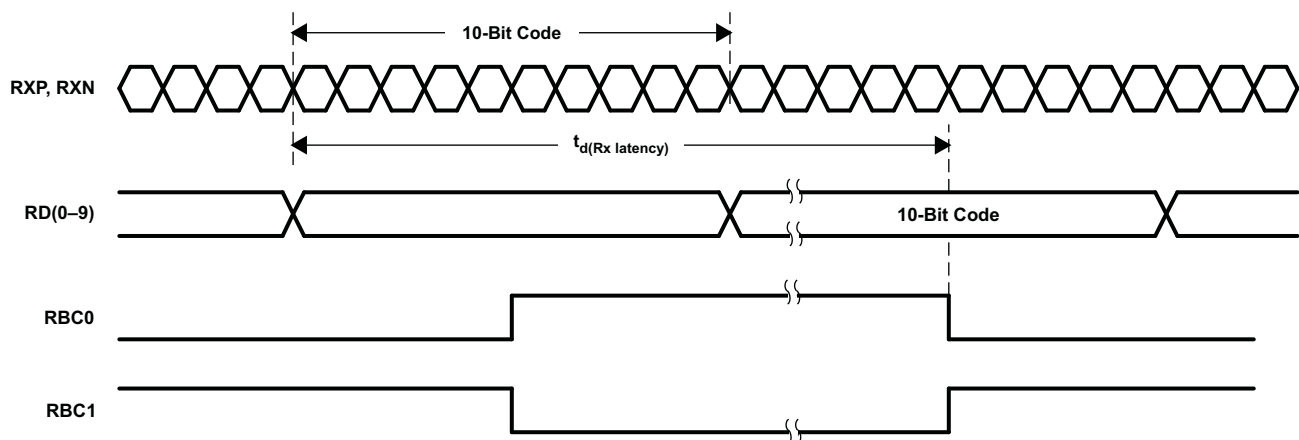 10-Bit Code
RXP, RXN
td(Rx latency)
RD(0–9)
10-Bit Code
RBC0
RBC1